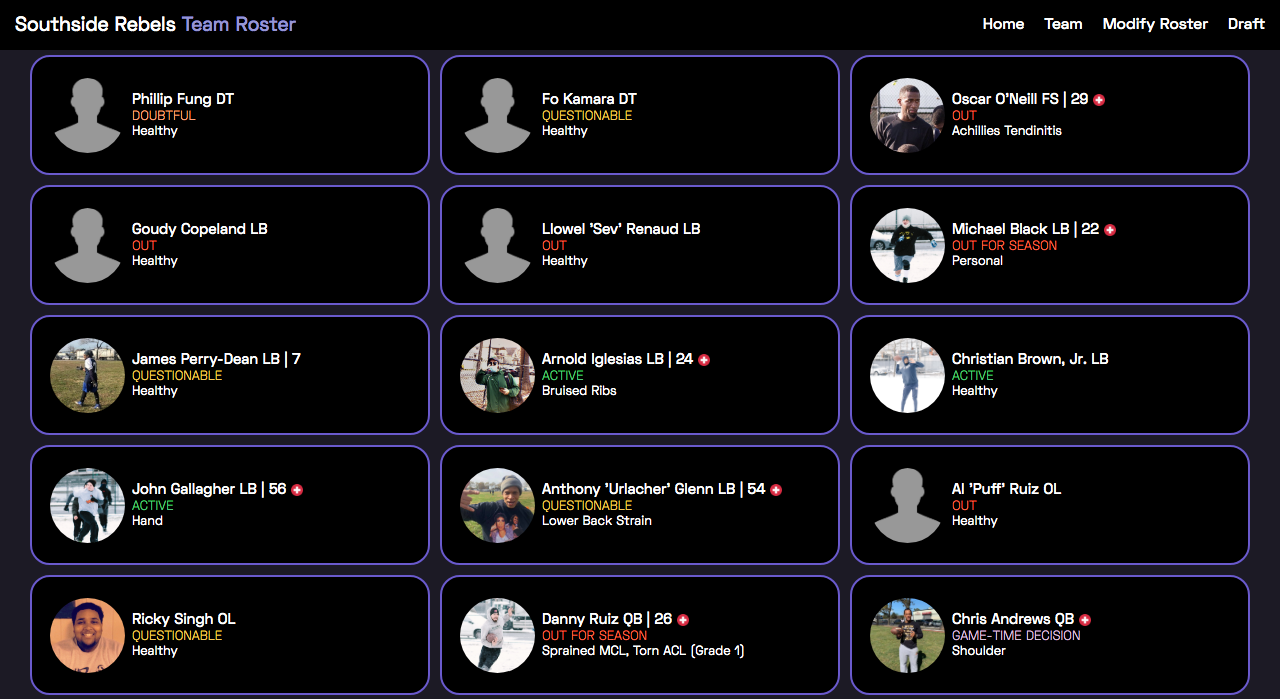 Southside Rebels Team Roster
Home Team Modify Roster Draft
Phillip Fung DT
DOUBTFUL
Healthy
Fo Kamara DT
QUESTIONABLE
Healthy
Oscar O'Neill FS | 29
OUT
Achillies Tendinitis
Goudy Copeland LB
OUT
Healthy
Llowel 'Sev' Renaud LB
OUT
Healthy
Michael Black LB | 22
OUT FOR SEASON
Personal
James Perry-Dean LB | 7
QUESTIONABLE
Healthy
Arnold Iglesias LB | 24
ACTIVE
Bruised Ribs
Christian Brown, Jr. LB
ACTIVE
Healthy
John Gallagher LB | 56
ACTIVE
Hand
Anthony 'Urlacher' Glenn LB | 54
QUESTIONABLE
Lower Back Strain
Al 'Puff' Ruiz OL
OUT
Healthy
Ricky Singh OL
QUESTIONABLE
Healthy
Danny Ruiz QB | 26
OUT FOR SEASON
Sprained MCL, Torn ACL (Grade 1)
Chris Andrews QB
GAME-TIME DECISION
Shoulder